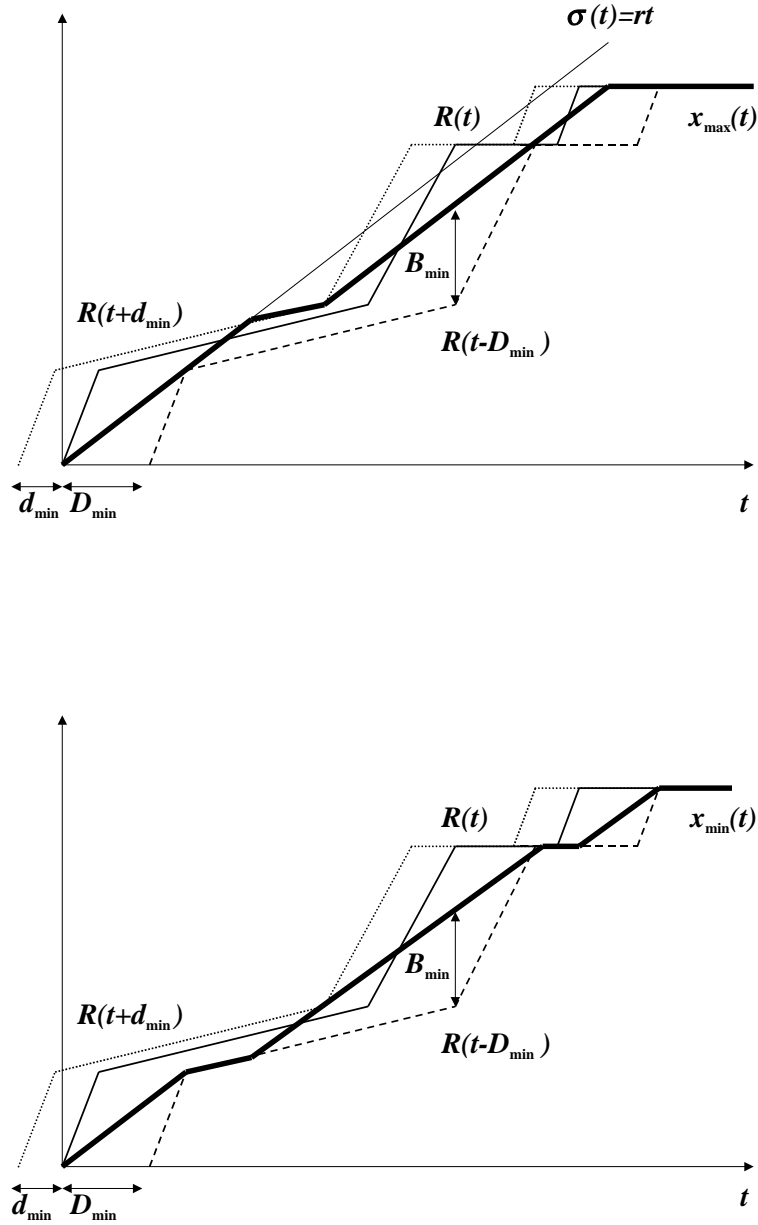 σ(t)=rt
R(t)
x_max(t)
B_min
R(t+d_min)
R(t-D_min)
d_min D_min
t
R(t)
x_min(t)
B_min
R(t+d_min)
R(t-D_min)
d_min D_min
t